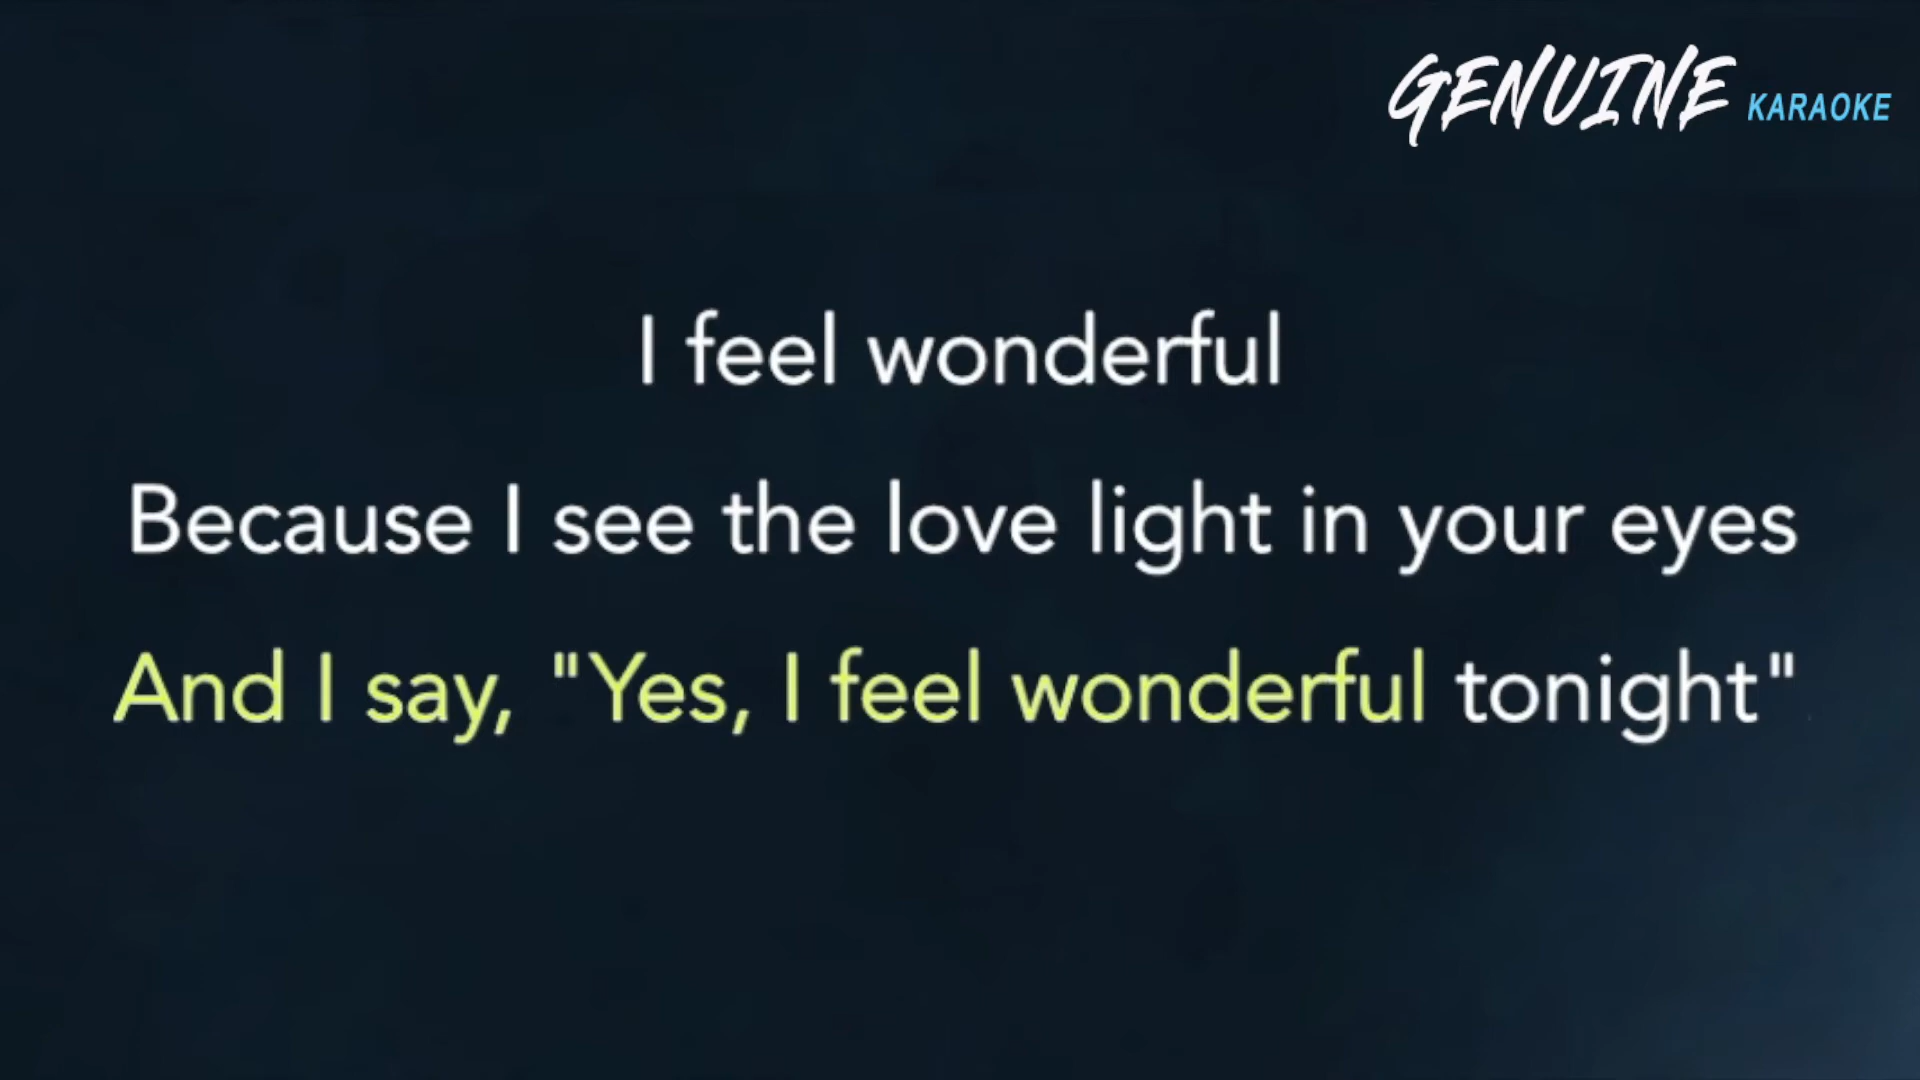 GENUINE KARAOKE
I feel wonderful
Because I see the love light in your eyes
And I say, "Yes, I feel wonderful tonight"